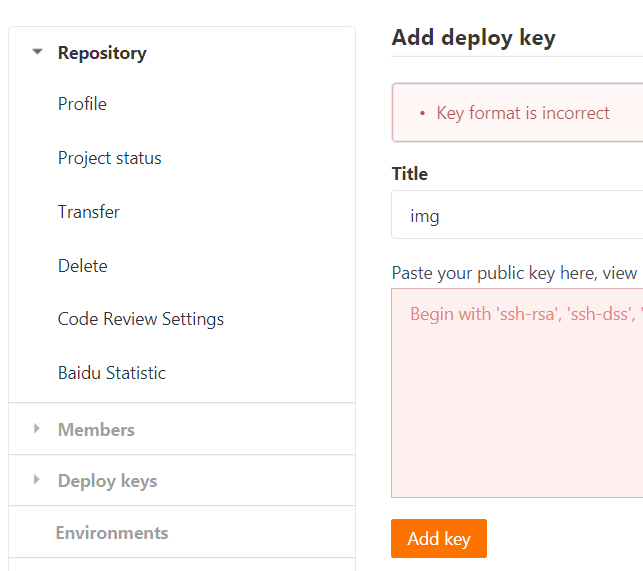 Repository
Profile
Project status
Transfer
Delete
Code Review Settings
Baidu Statistic
Members
Deploy keys
Environments
Add deploy key
• Key format is incorrect
Title
img
Paste your public key here, view
Begin with 'ssh-rsa', 'ssh-dss', '
Add key